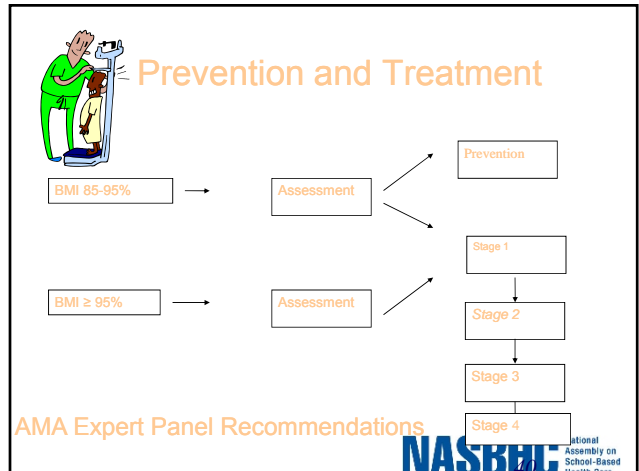 Prevention and Treatment
Prevention
BMI 85-95%
Assessment
Stage 1
BMI ≥ 95%
Assessment
Stage 2
Stage 3
AMA Expert Panel Recommendations
Stage 4
NASBHC
Assembly on
School-Based
40